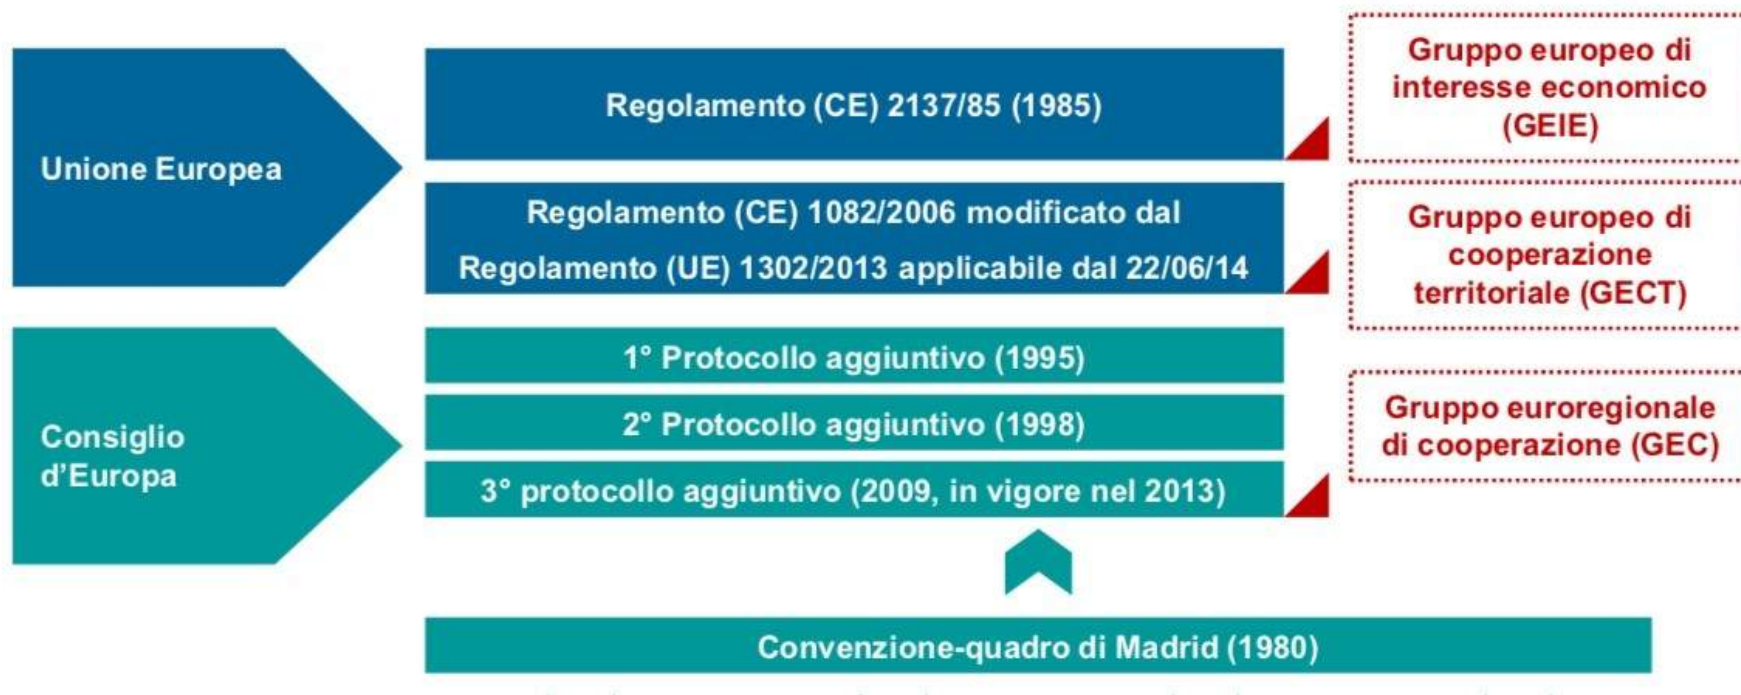 Unione Europea
Regolamento (CE) 2137/85 (1985)
Gruppo europeo di
interesse economico
(GEIE)
Regolamento (CE) 1082/2006 modificato dal
Regolamento (UE) 1302/2013 applicabile dal 22/06/14
Gruppo europeo di
cooperazione
territoriale (GECT)
Consiglio
d’Europa
1° Protocollo aggiuntivo (1995)
2° Protocollo aggiuntivo (1998)
3° protocollo aggiuntivo (2009, in vigore nel 2013)
Gruppo euroregionale
di cooperazione (GEC)
Convenzione-quadro di Madrid (1980)